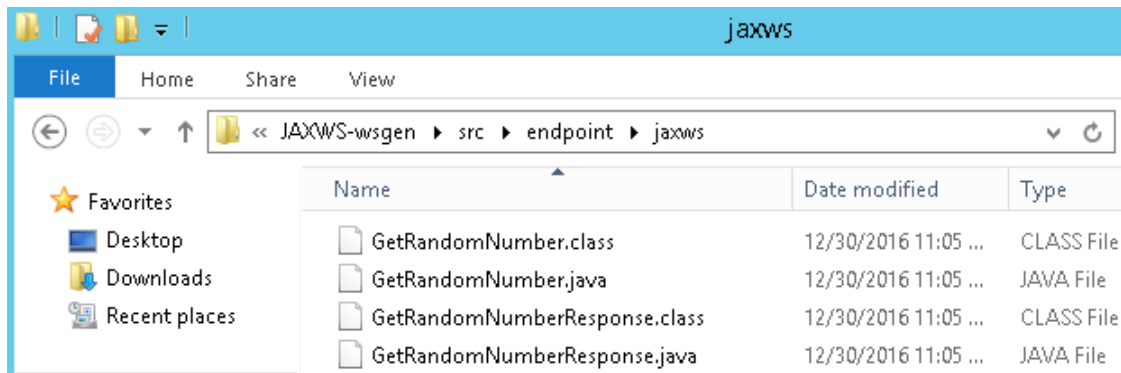 jaxws
File Home Share View
« JAXWS-wsgen ▸ src ▸ endpoint ▸ jaxws
Name Date modified Type
Favorites
Desktop GetRandomNumber.class 12/30/2016 11:05 ... CLASS File
Downloads GetRandomNumber.java 12/30/2016 11:05 ... JAVA File
Recent places GetRandomNumberResponse.class 12/30/2016 11:05 ... CLASS File
GetRandomNumberResponse.java 12/30/2016 11:05 ... JAVA File